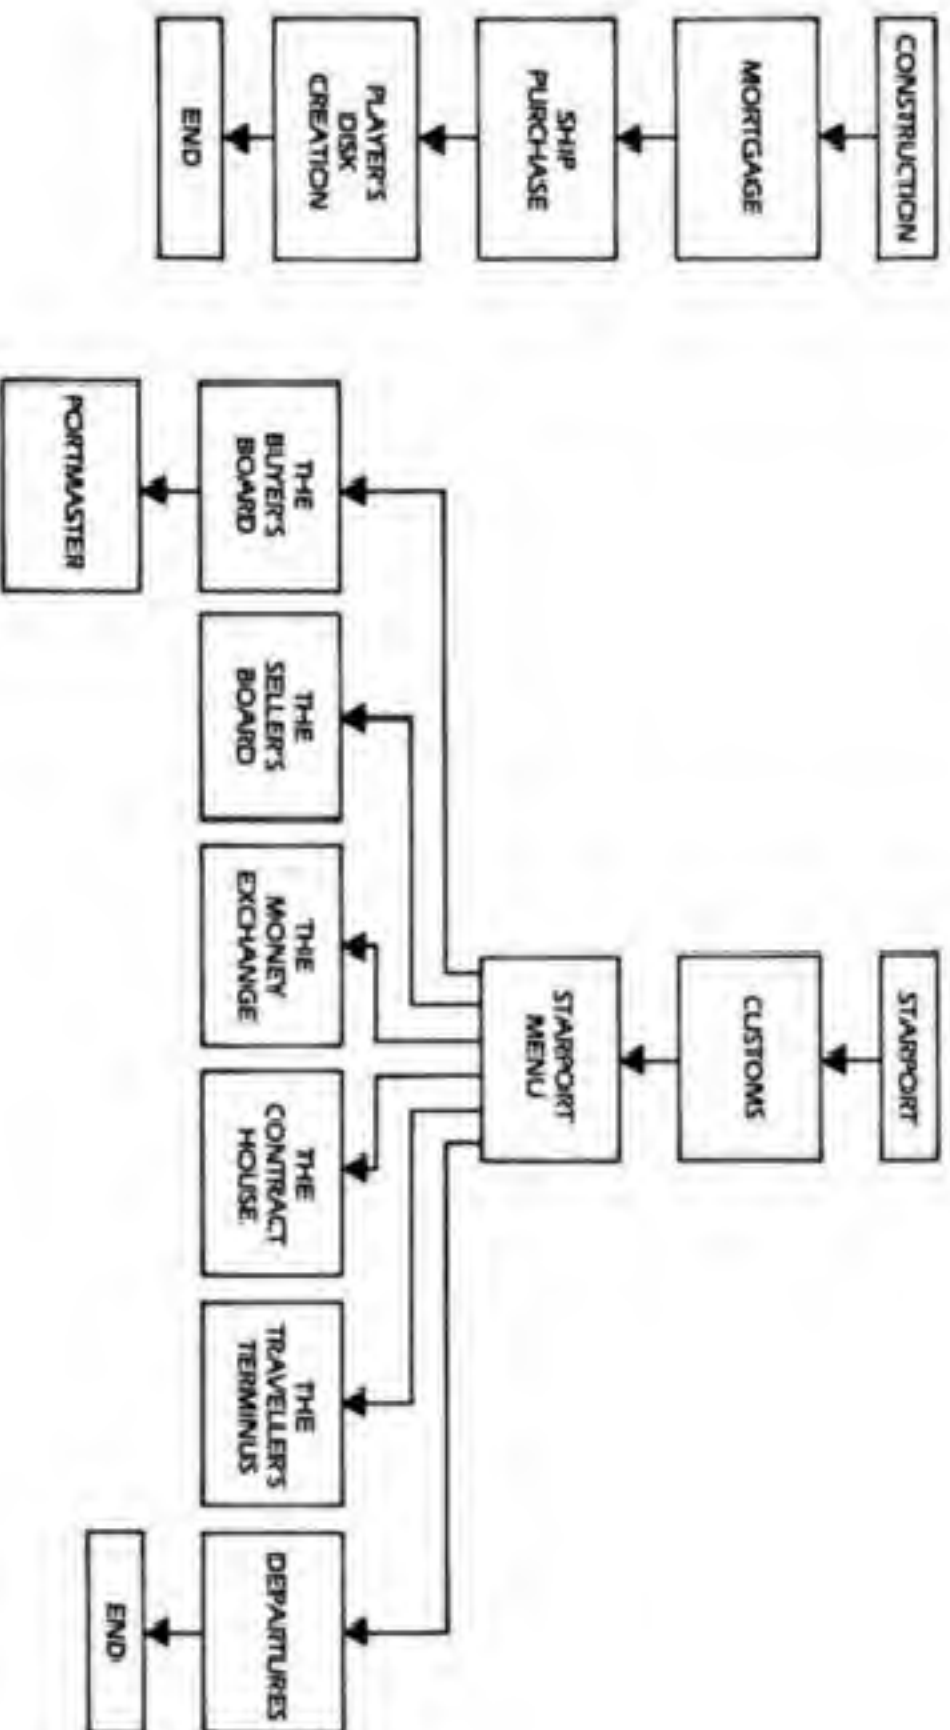 CONSTRUCTION
MORTGAGE
SHIP
PURCHASE
PLAYER'S
DISK
CREATION
END
STARPORT
CUSTOMS
STARPORT
MENU
THE
BUYER'S
BOARD
THE
SELLER'S
BOARD
THE
MONEY
EXCHANGE
THE
CONTRACT
HOUSE
THE
TRAVELLER'S
TERMINUS
DEPARTURES
PORTMASTER
END